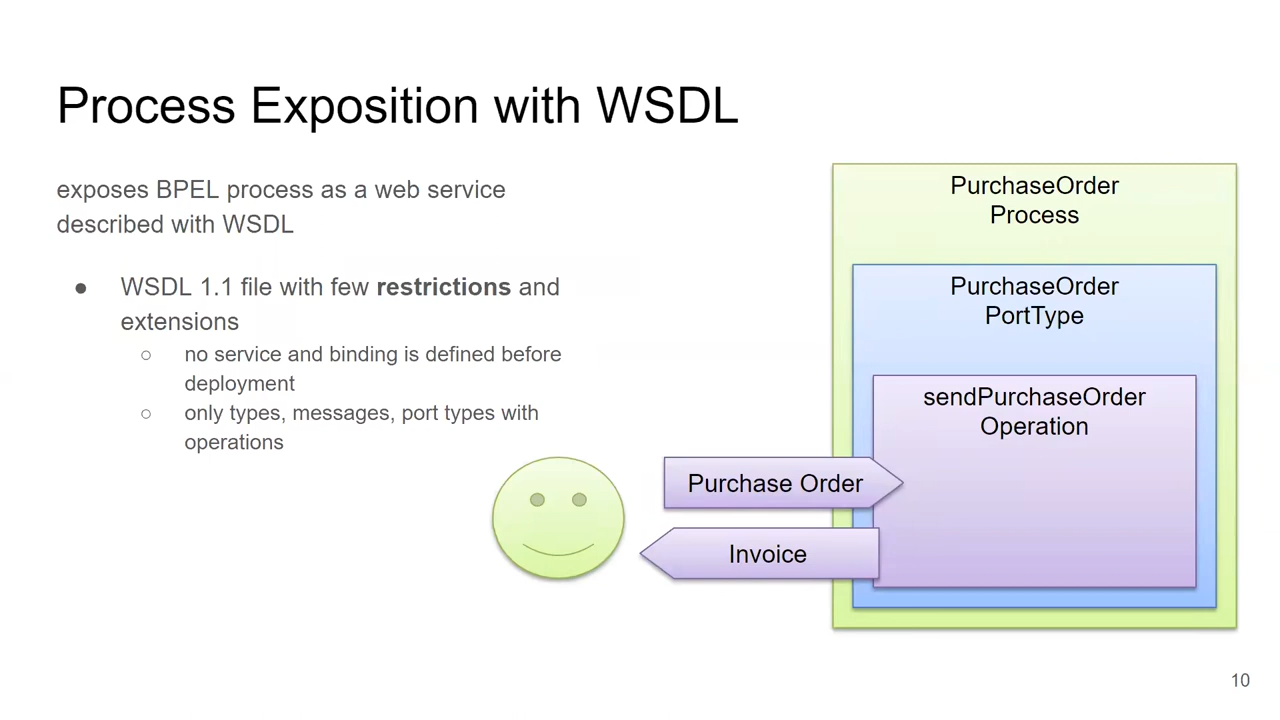 Process Exposition with WSDL
exposes BPEL process as a web service
described with WSDL
● WSDL 1.1 file with few restrictions and
extensions
○ no service and binding is defined before
deployment
○ only types, messages, port types with
operations
PurchaseOrder
Process
PurchaseOrder
PortType
sendPurchaseOrder
Operation
Purchase Order
Invoice
10